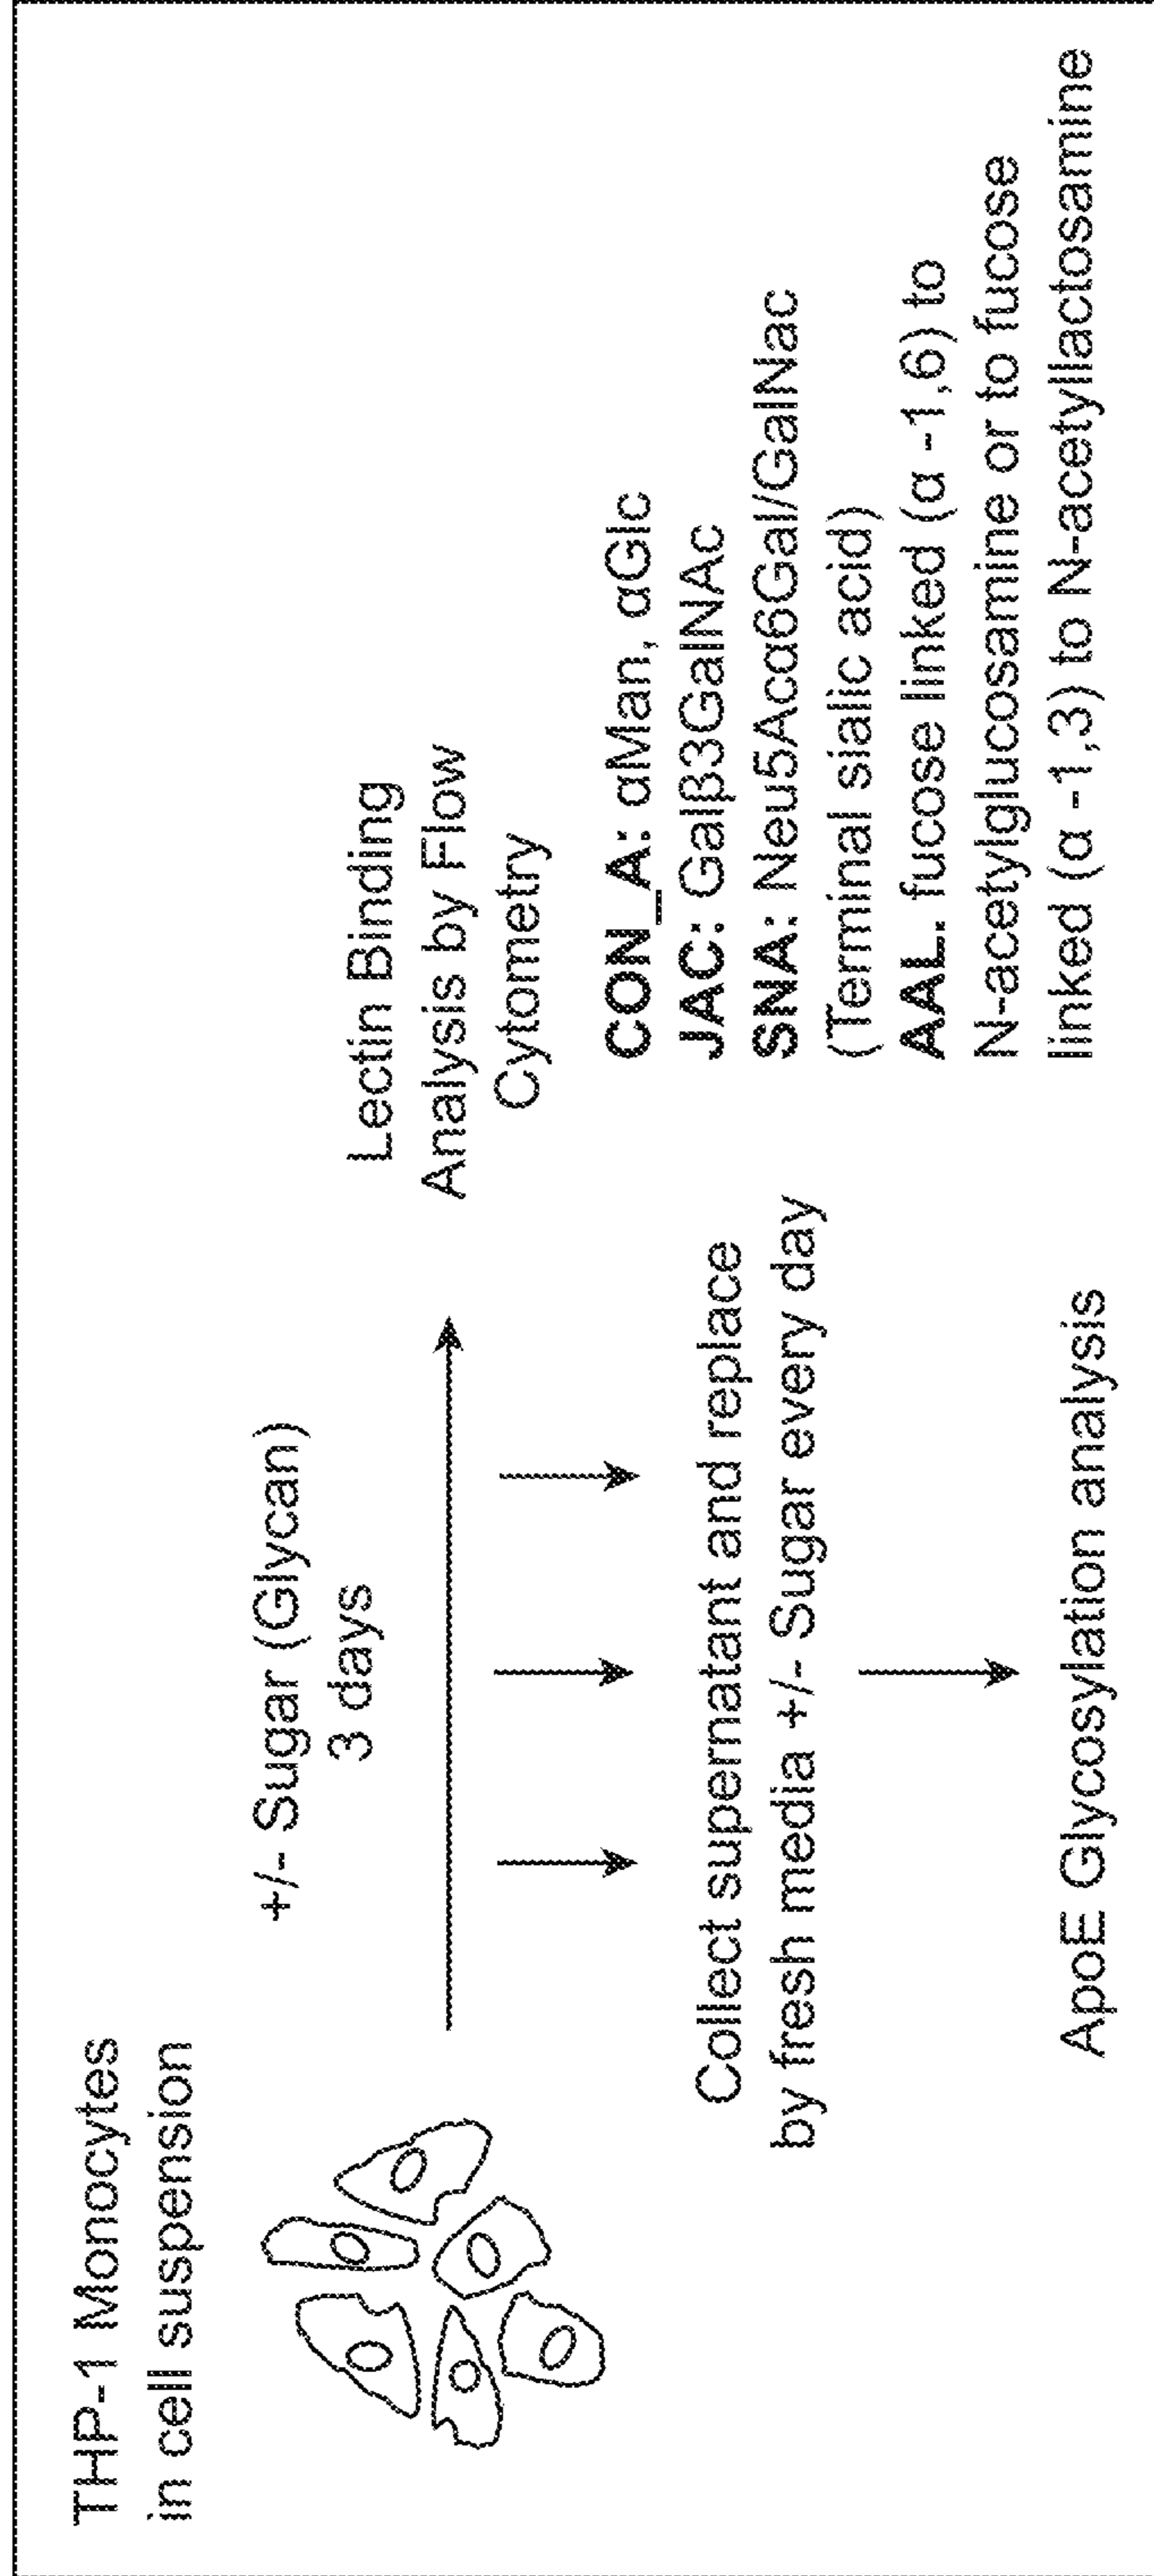 THP-1 Monocytes
in cell suspension
+/- Sugar (Glycan)
3 days
Lectin Binding
Analysis by Flow
Cytometry
Collect supernatant and replace
by fresh media +/- Sugar every day
ApoE Glycosylation analysis
CON_A: αMan, αGlc
JAC: Galβ3GalNAc
SNA: Neu5Acα6Gal/GalNac
(Terminal sialic acid)
AAL. fucose linked (α -1,6) to
N-acetylglucosamine or to fucose
linked (α -1,3) to N-acetyllactosamine